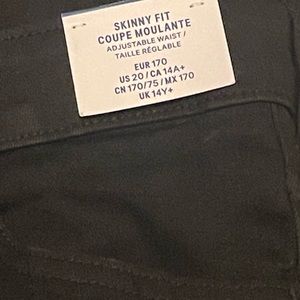 SKINNY FIT
COUPE MOULANTE
ADJUSTABLE WAIST /
TAILLE RÉGLABLE
EUR 170
US 20 / CA 14A+
CN 170/75 / MX 170
UK 14Y+